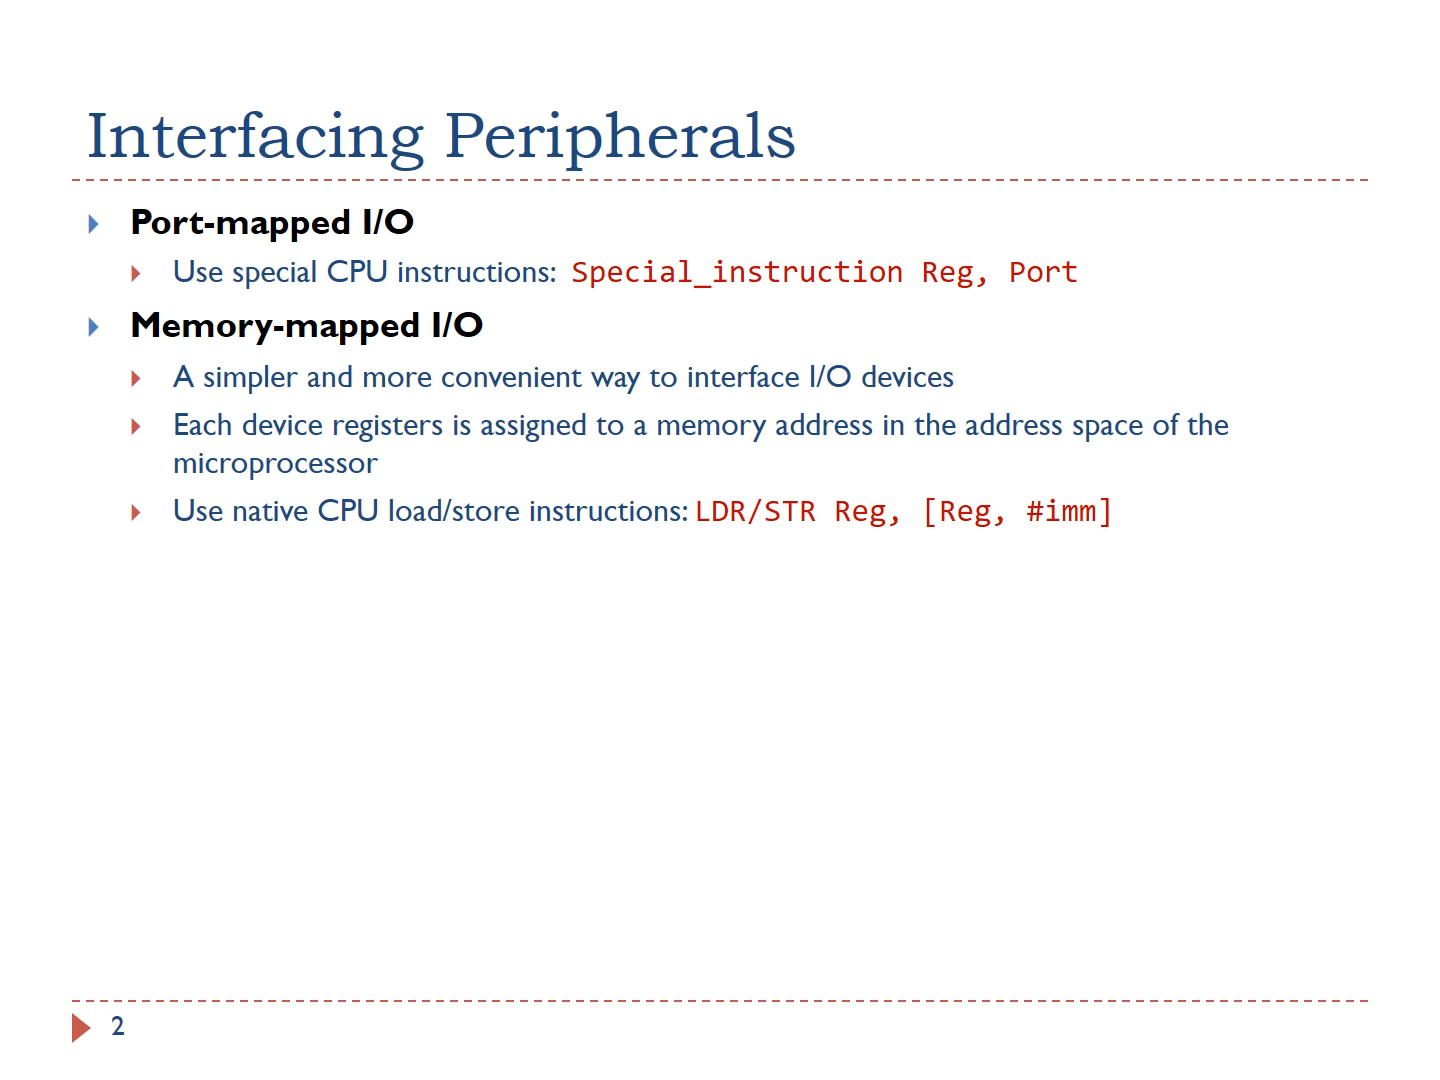 Interfacing Peripherals
Port-mapped I/O
Use special CPU instructions: Special_instruction Reg, Port
Memory-mapped I/O
A simpler and more convenient way to interface I/O devices
Each device registers is assigned to a memory address in the address space of the
microprocessor
Use native CPU load/store instructions: LDR/STR Reg, [Reg, #imm]
2